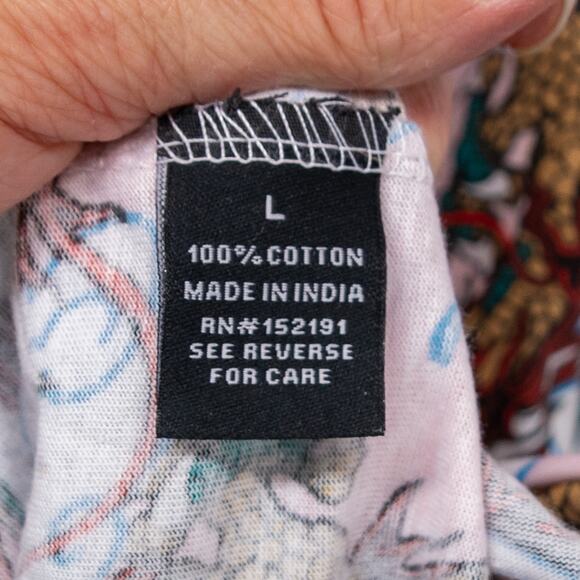 L
100% COTTON
MADE IN INDIA
RN#152191
SEE REVERSE
FOR CARE